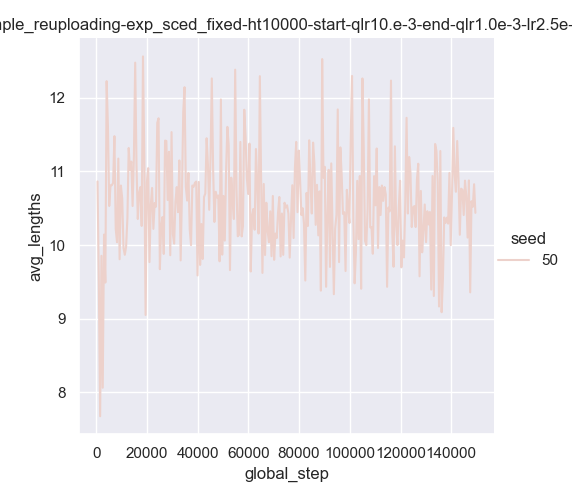 ple_reuploading-exp_sced_fixed-ht10000-start-qlr10.e-3-end-qlr1.0e-3-lr2.5e-
12
11
10
9
8
avg_lengths
0 20000 40000 60000 80000 100000 120000 140000
global_step
seed
50